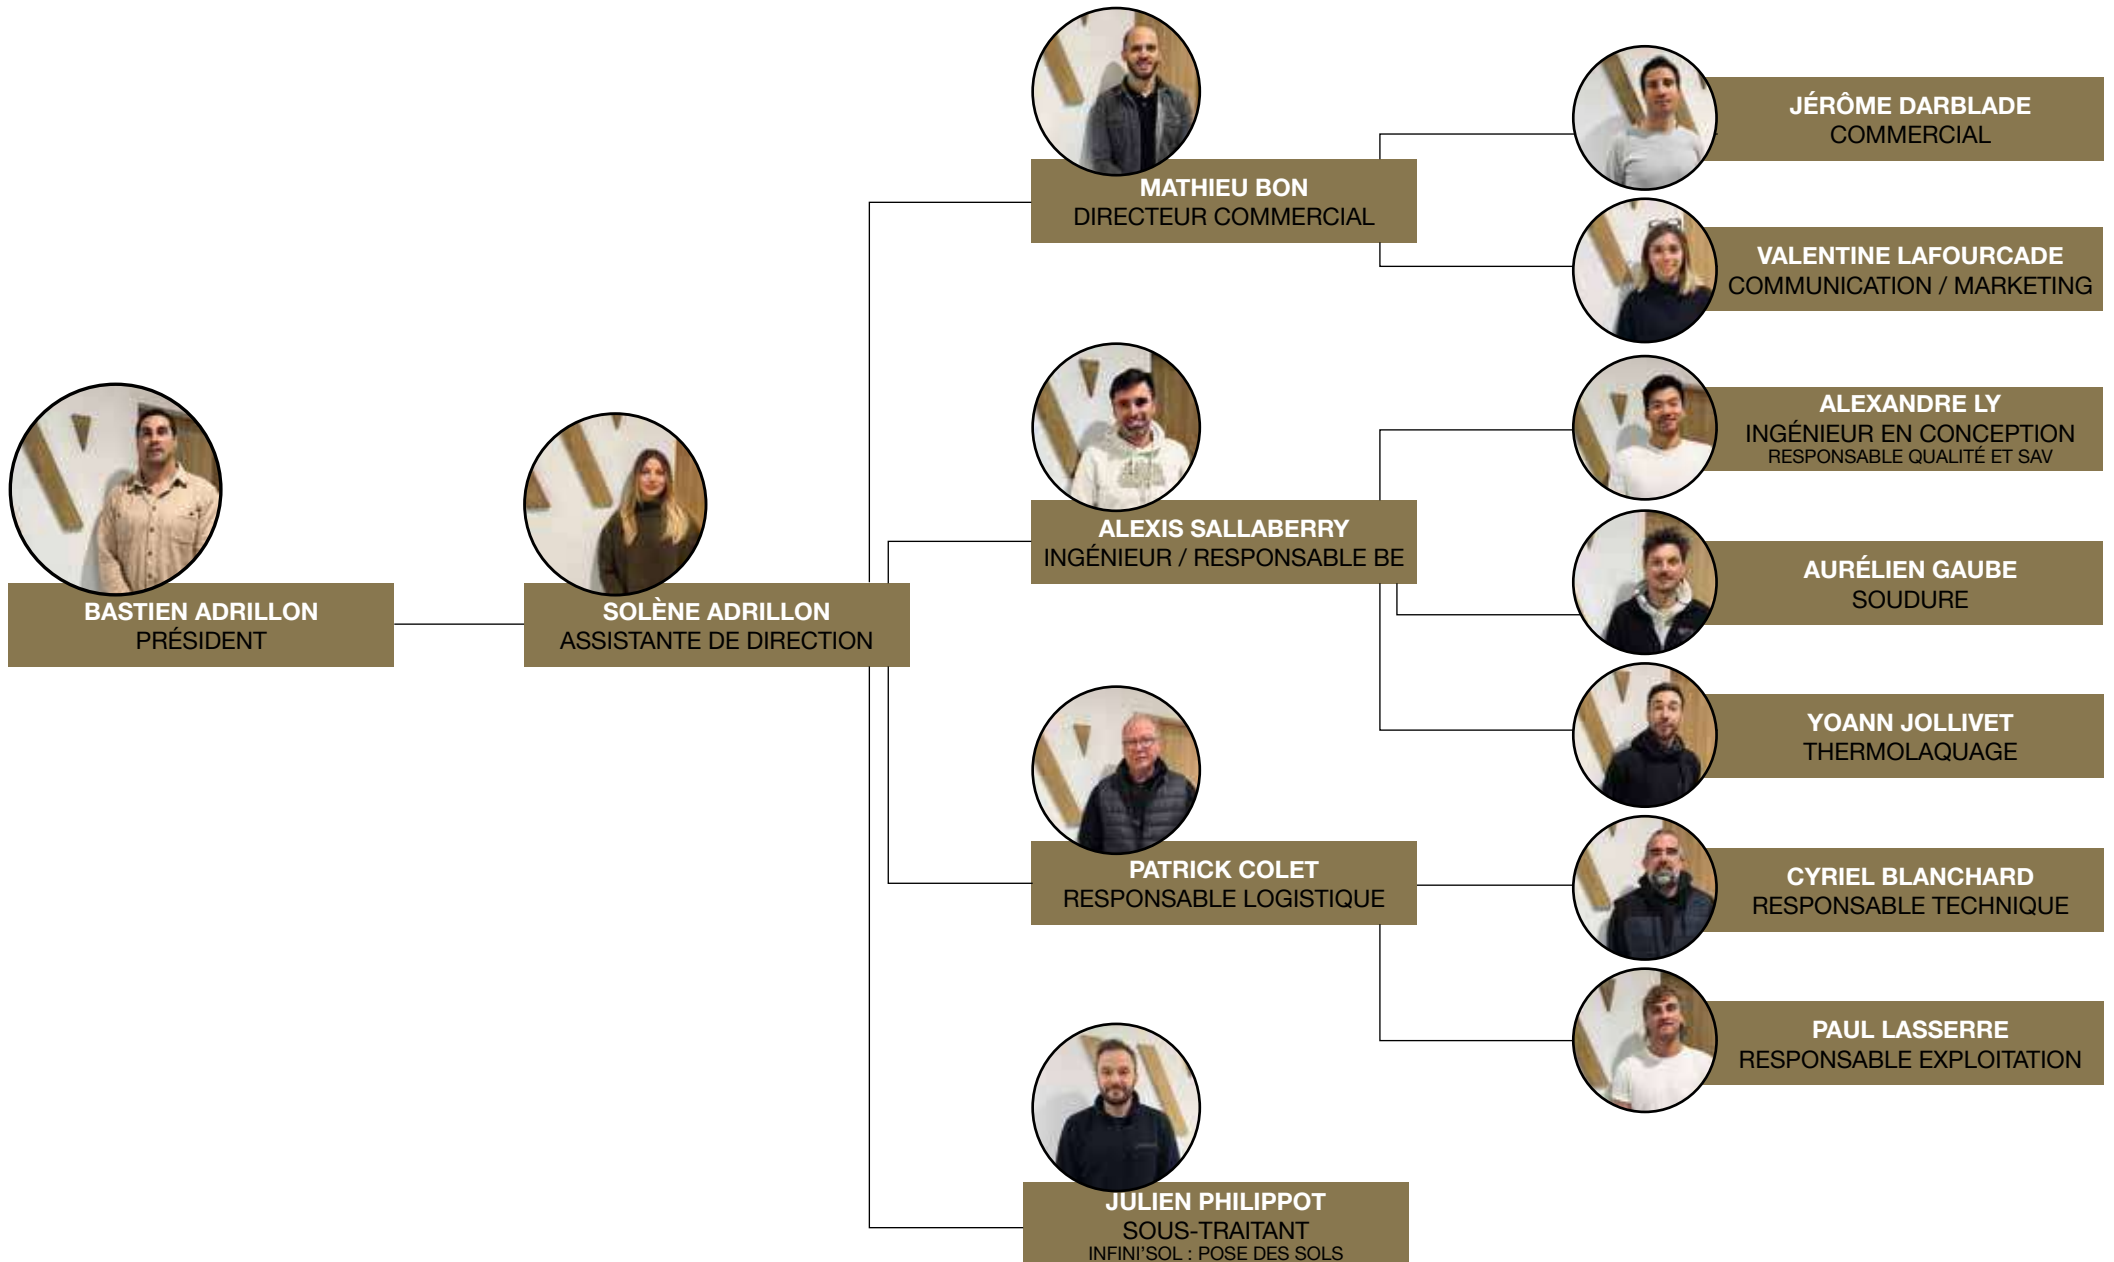 BASTIEN ADRILLON
PRÉSIDENT
SOLÈNE ADRILLON
ASSISTANTE DE DIRECTION
MATHIEU BON
DIRECTEUR COMMERCIAL
JÉRÔME DARBLADE
COMMERCIAL
VALENTINE LAFOURCADE
COMMUNICATION / MARKETING
ALEXIS SALLABERRY
INGÉNIEUR / RESPONSABLE BE
ALEXANDRE LY
INGÉNIEUR EN CONCEPTION
RESPONSABLE QUALITÉ ET SAV
AURÉLIEN GAUBE
SOUDURE
YOANN JOLLIVET
THERMOLAQUAGE
PATRICK COLET
RESPONSABLE LOGISTIQUE
CYRIEL BLANCHARD
RESPONSABLE TECHNIQUE
PAUL LASSERRE
RESPONSABLE EXPLOITATION
JULIEN PHILIPPOT
SOUS-TRAITANT
INFINI'SOL : POSE DES SOLS